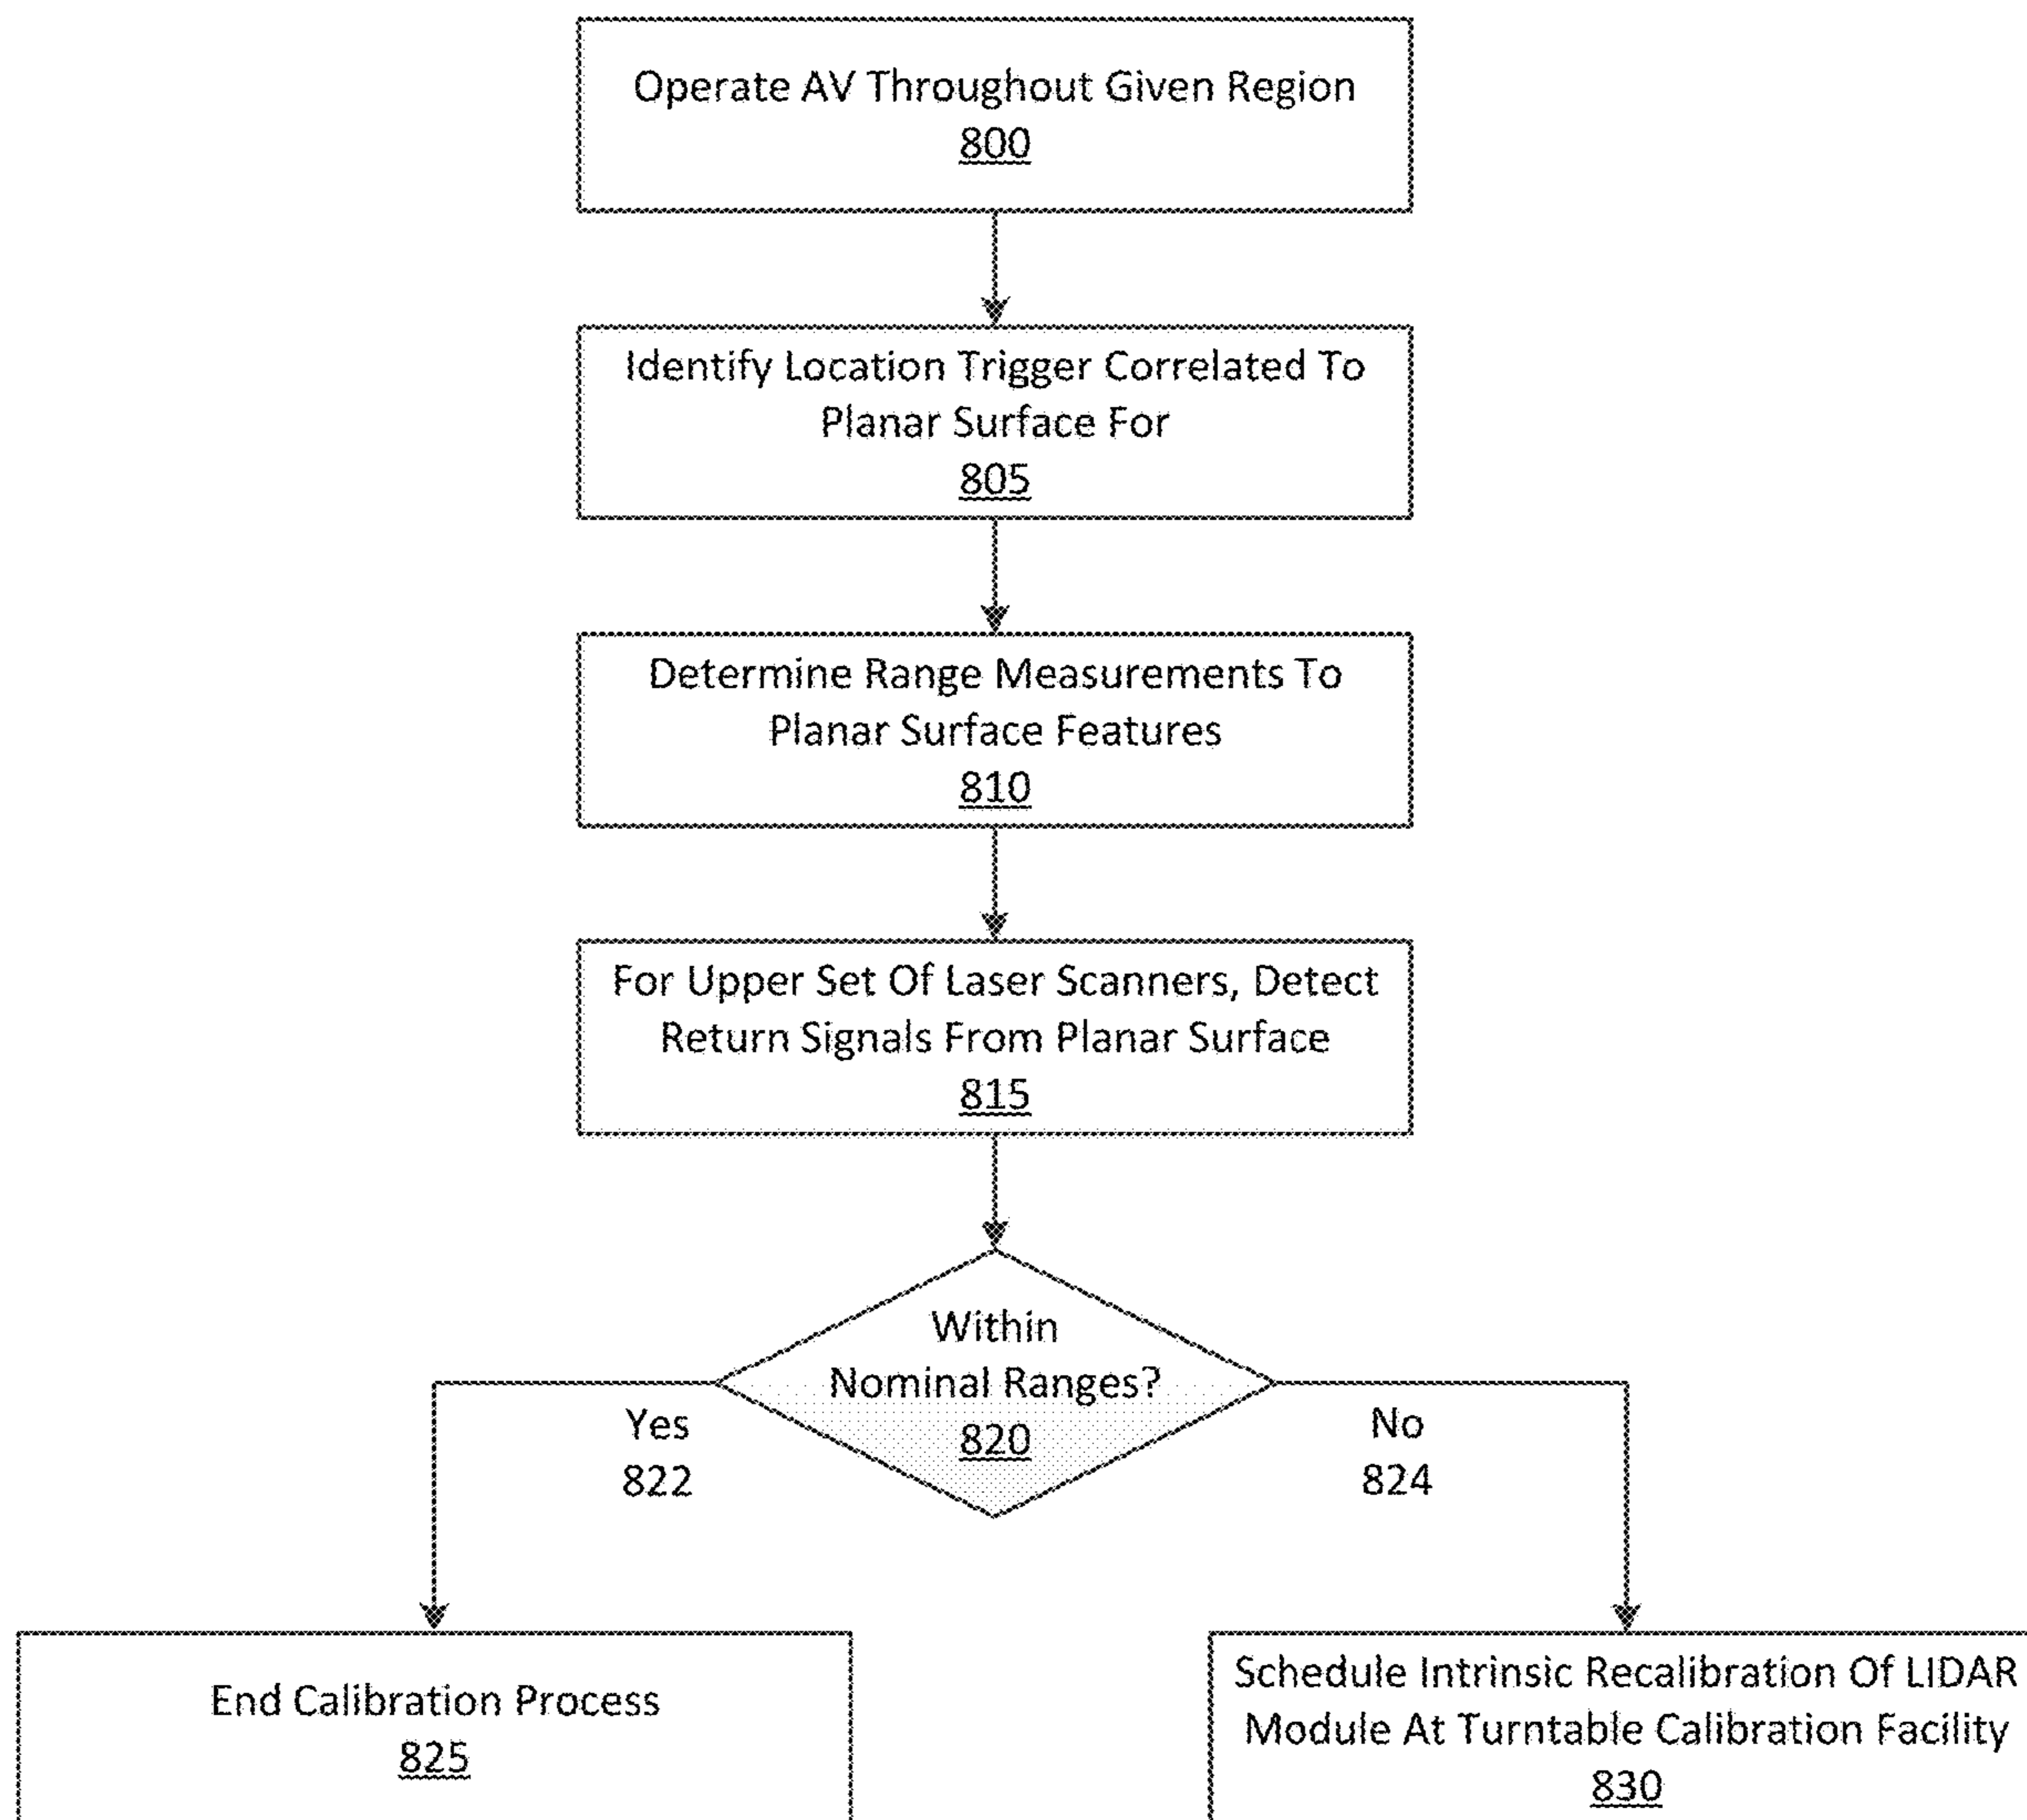 Operate AV Throughout Given Region
800
Identify Location Trigger Correlated To
Planar Surface For
805
Determine Range Measurements To
Planar Surface Features
810
For Upper Set Of Laser Scanners, Detect
Return Signals From Planar Surface
815
Within
Nominal Ranges?
820
Yes
822
No
824
End Calibration Process
825
Schedule Intrinsic Recalibration Of LIDAR
Module At Turntable Calibration Facility
830